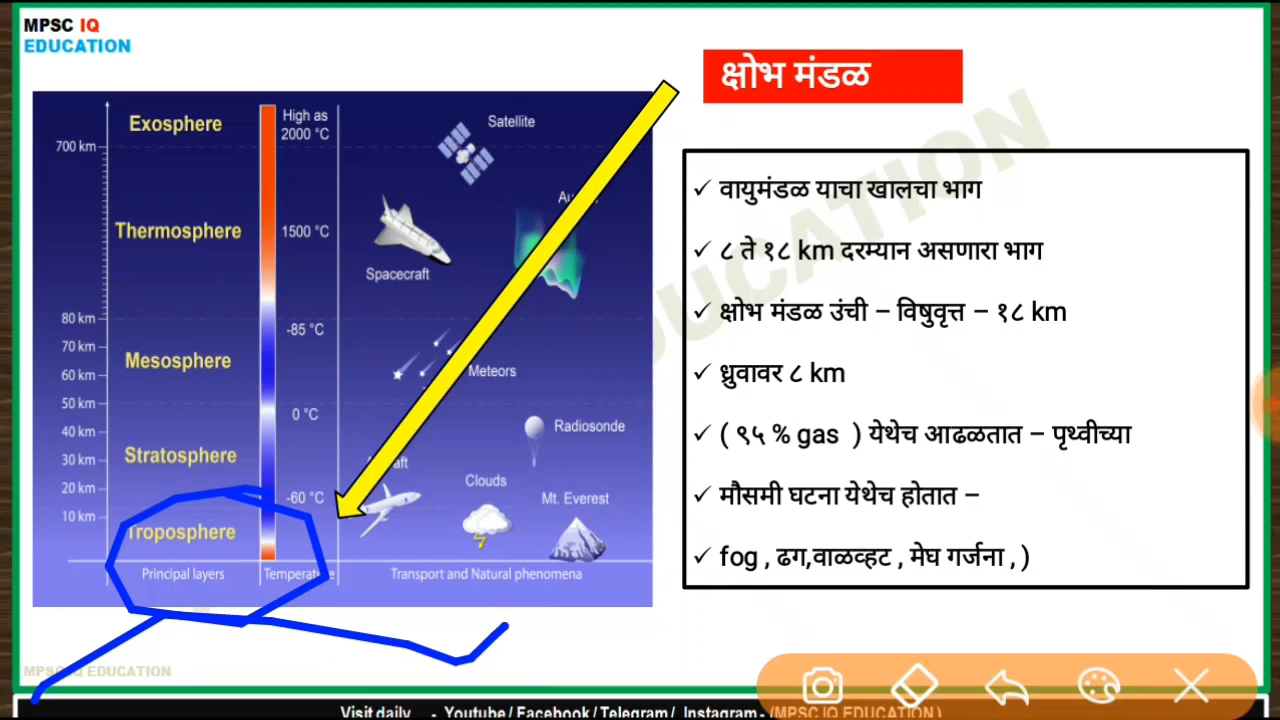 MPSC IQ
EDUCATION
क्षोभ मंडळ
Exosphere
High as
2000 °C
Satellite
700 km
Thermosphere
1500 °C
Spacecraft
80 km
-85 °C
70 km
Mesosphere
60 km
Meteors
50 km
0 °C
40 km
Radiosonde
Stratosphere
30 km
Clouds
20 km
-60 °C
Mt. Everest
10 km
Troposphere
Principal layers
Temperature
Transport and Natural phenomena
✓ वायुमंडळ याचा खालचा भाग
✓ ८ ते १८ km दरम्यान असणारा भाग
✓ क्षोभ मंडळ उंची – विषुवृत्त – १८ km
✓ ध्रुवावर ८ km
✓ ( ९५ % gas ) येथेच आढळतात – पृथ्वीच्या
✓ मौसमी घटना येथेच होतात –
✓ fog , ढग,वाळव्हट , मेघ गर्जना , )
EDUCATION
MPSC IQ EDUCATION
Visit daily - Youtube / Facebook / Telegram / Instagram - (MPSC IQ EDUCATION )